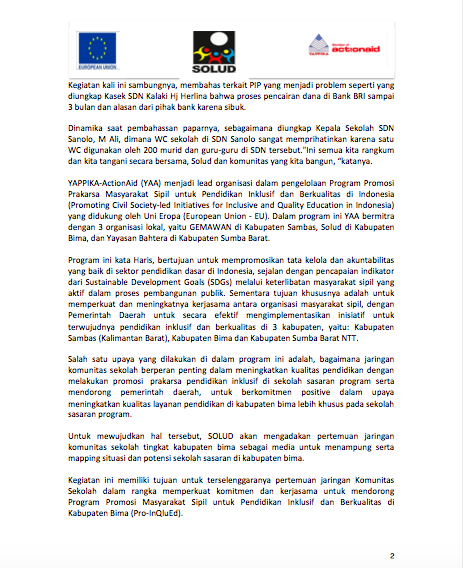 EUROPEAN UNION
SOLUD
YAPPIKA
Member of
actionaid
Kegiatan kali ini sambungnya, membahas terkait PIP yang menjadi problem seperti yang
diungkap Kasek SDN Kalaki Hj Herlina bahwa proses pencairan dana di Bank BRI sampai
3 bulan dan alasan dari pihak bank karena sibuk.
Dinamika saat pembahassan paparnya, sebagaimana diungkap Kepala Sekolah SDN
Sanolo, M Ali, dimana WC sekolah di SDN Sanolo sangat memprihatinkan karena satu
WC digunakan oleh 200 murid dan guru-guru di SDN tersebut."Ini semua kita rangkum
dan kita tangani secara bersama, Solud dan komunitas yang kita bangun, “katanya.
YAPPIKA-ActionAid (YAA) menjadi lead organisasi dalam pengelolaan Program Promosi
Prakarsa Masyarakat Sipil untuk Pendidikan Inklusif dan Berkualitas di Indonesia
(Promoting Civil Society-led Initiatives for Inclusive and Quality Education in Indonesia)
yang didukung oleh Uni Eropa (European Union - EU). Dalam program ini YAA bermitra
dengan 3 organisasi lokal, yaitu GEMAWAN di Kabupaten Sambas, Solud di Kabupaten
Bima, dan Yayasan Bahtera di Kabupaten Sumba Barat.
Program ini kata Haris, bertujuan untuk mempromosikan tata kelola dan akuntabilitas
yang baik di sektor pendidikan dasar di Indonesia, sejalan dengan pencapaian indikator
dari Sustainable Development Goals (SDGs) melalui keterlibatan masyarakat sipil yang
aktif dalam proses pembangunan publik. Sementara tujuan khususnya adalah untuk
memperkuat dan meningkatnya kerjasama antara organisasi masyarakat sipil, dengan
Pemerintah Daerah untuk secara efektif mengimplementasikan inisiatif untuk
terwujudnya pendidikan inklusif dan berkualitas di 3 kabupaten, yaitu: Kabupaten
Sambas (Kalimantan Barat), Kabupaten Bima dan Kabupaten Sumba Barat NTT.
Salah satu upaya yang dilakukan di dalam program ini adalah, bagaimana jaringan
komunitas sekolah berperan penting dalam meningkatkan kualitas pendidikan dengan
melakukan promosi prakarsa pendidikan inklusif di sekolah sasaran program serta
mendorong pemerintah daerah, untuk berkomitmen positive dalam upaya
meningkatkan kualitas layanan pendidikan di kabupaten bima lebih khusus pada sekolah
sasaran program.
Untuk mewujudkan hal tersebut, SOLUD akan mengadakan pertemuan jaringan
komunitas sekolah tingkat kabupaten bima sebagai media untuk menampung serta
mapping situasi dan potensi sekolah sasaran di kabupaten bima.
Kegiatan ini memiliki tujuan untuk terselenggaranya pertemuan jaringan Komunitas
Sekolah dalam rangka memperkuat komitmen dan kerjasama untuk mendorong
Program Promosi Masyarakat Sipil untuk Pendidikan Inklusif dan Berkualitas di
Kabupaten Bima (Pro-InQluEd).
2